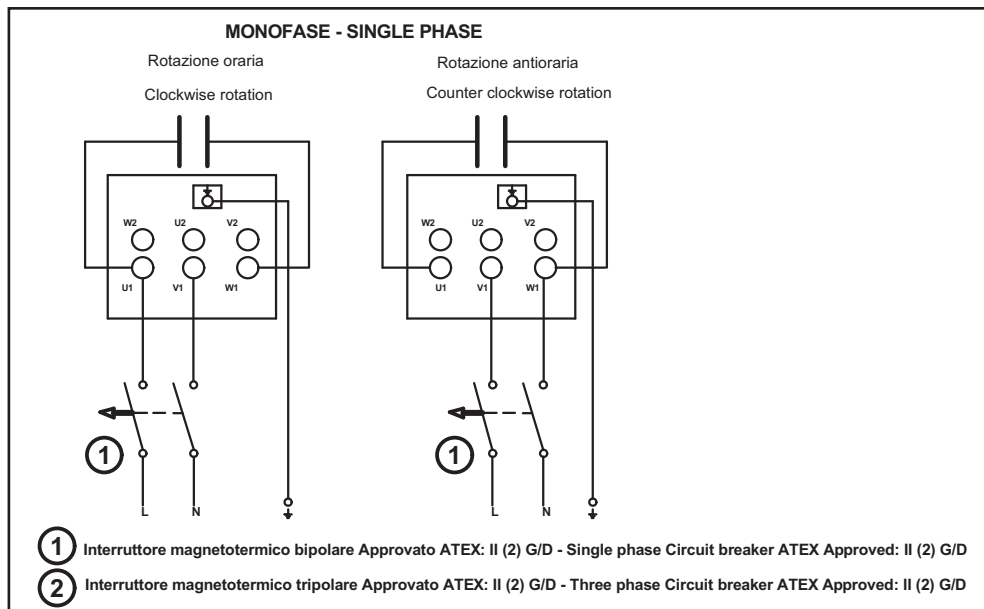 MONOFASE - SINGLE PHASE
Rotazione oraria
Clockwise rotation
Rotazione antioraria
Counter clockwise rotation
W2 U2 V2
U1 V1 W1
W2 U2 V2
U1 V1 W1
1
1
L N
L N
1 Interruttore magnetotermico bipolare Approvato ATEX: II (2) G/D - Single phase Circuit breaker ATEX Approved: II (2) G/D
2 Interruttore magnetotermico tripolare Approvato ATEX: II (2) G/D - Three phase Circuit breaker ATEX Approved: II (2) G/D